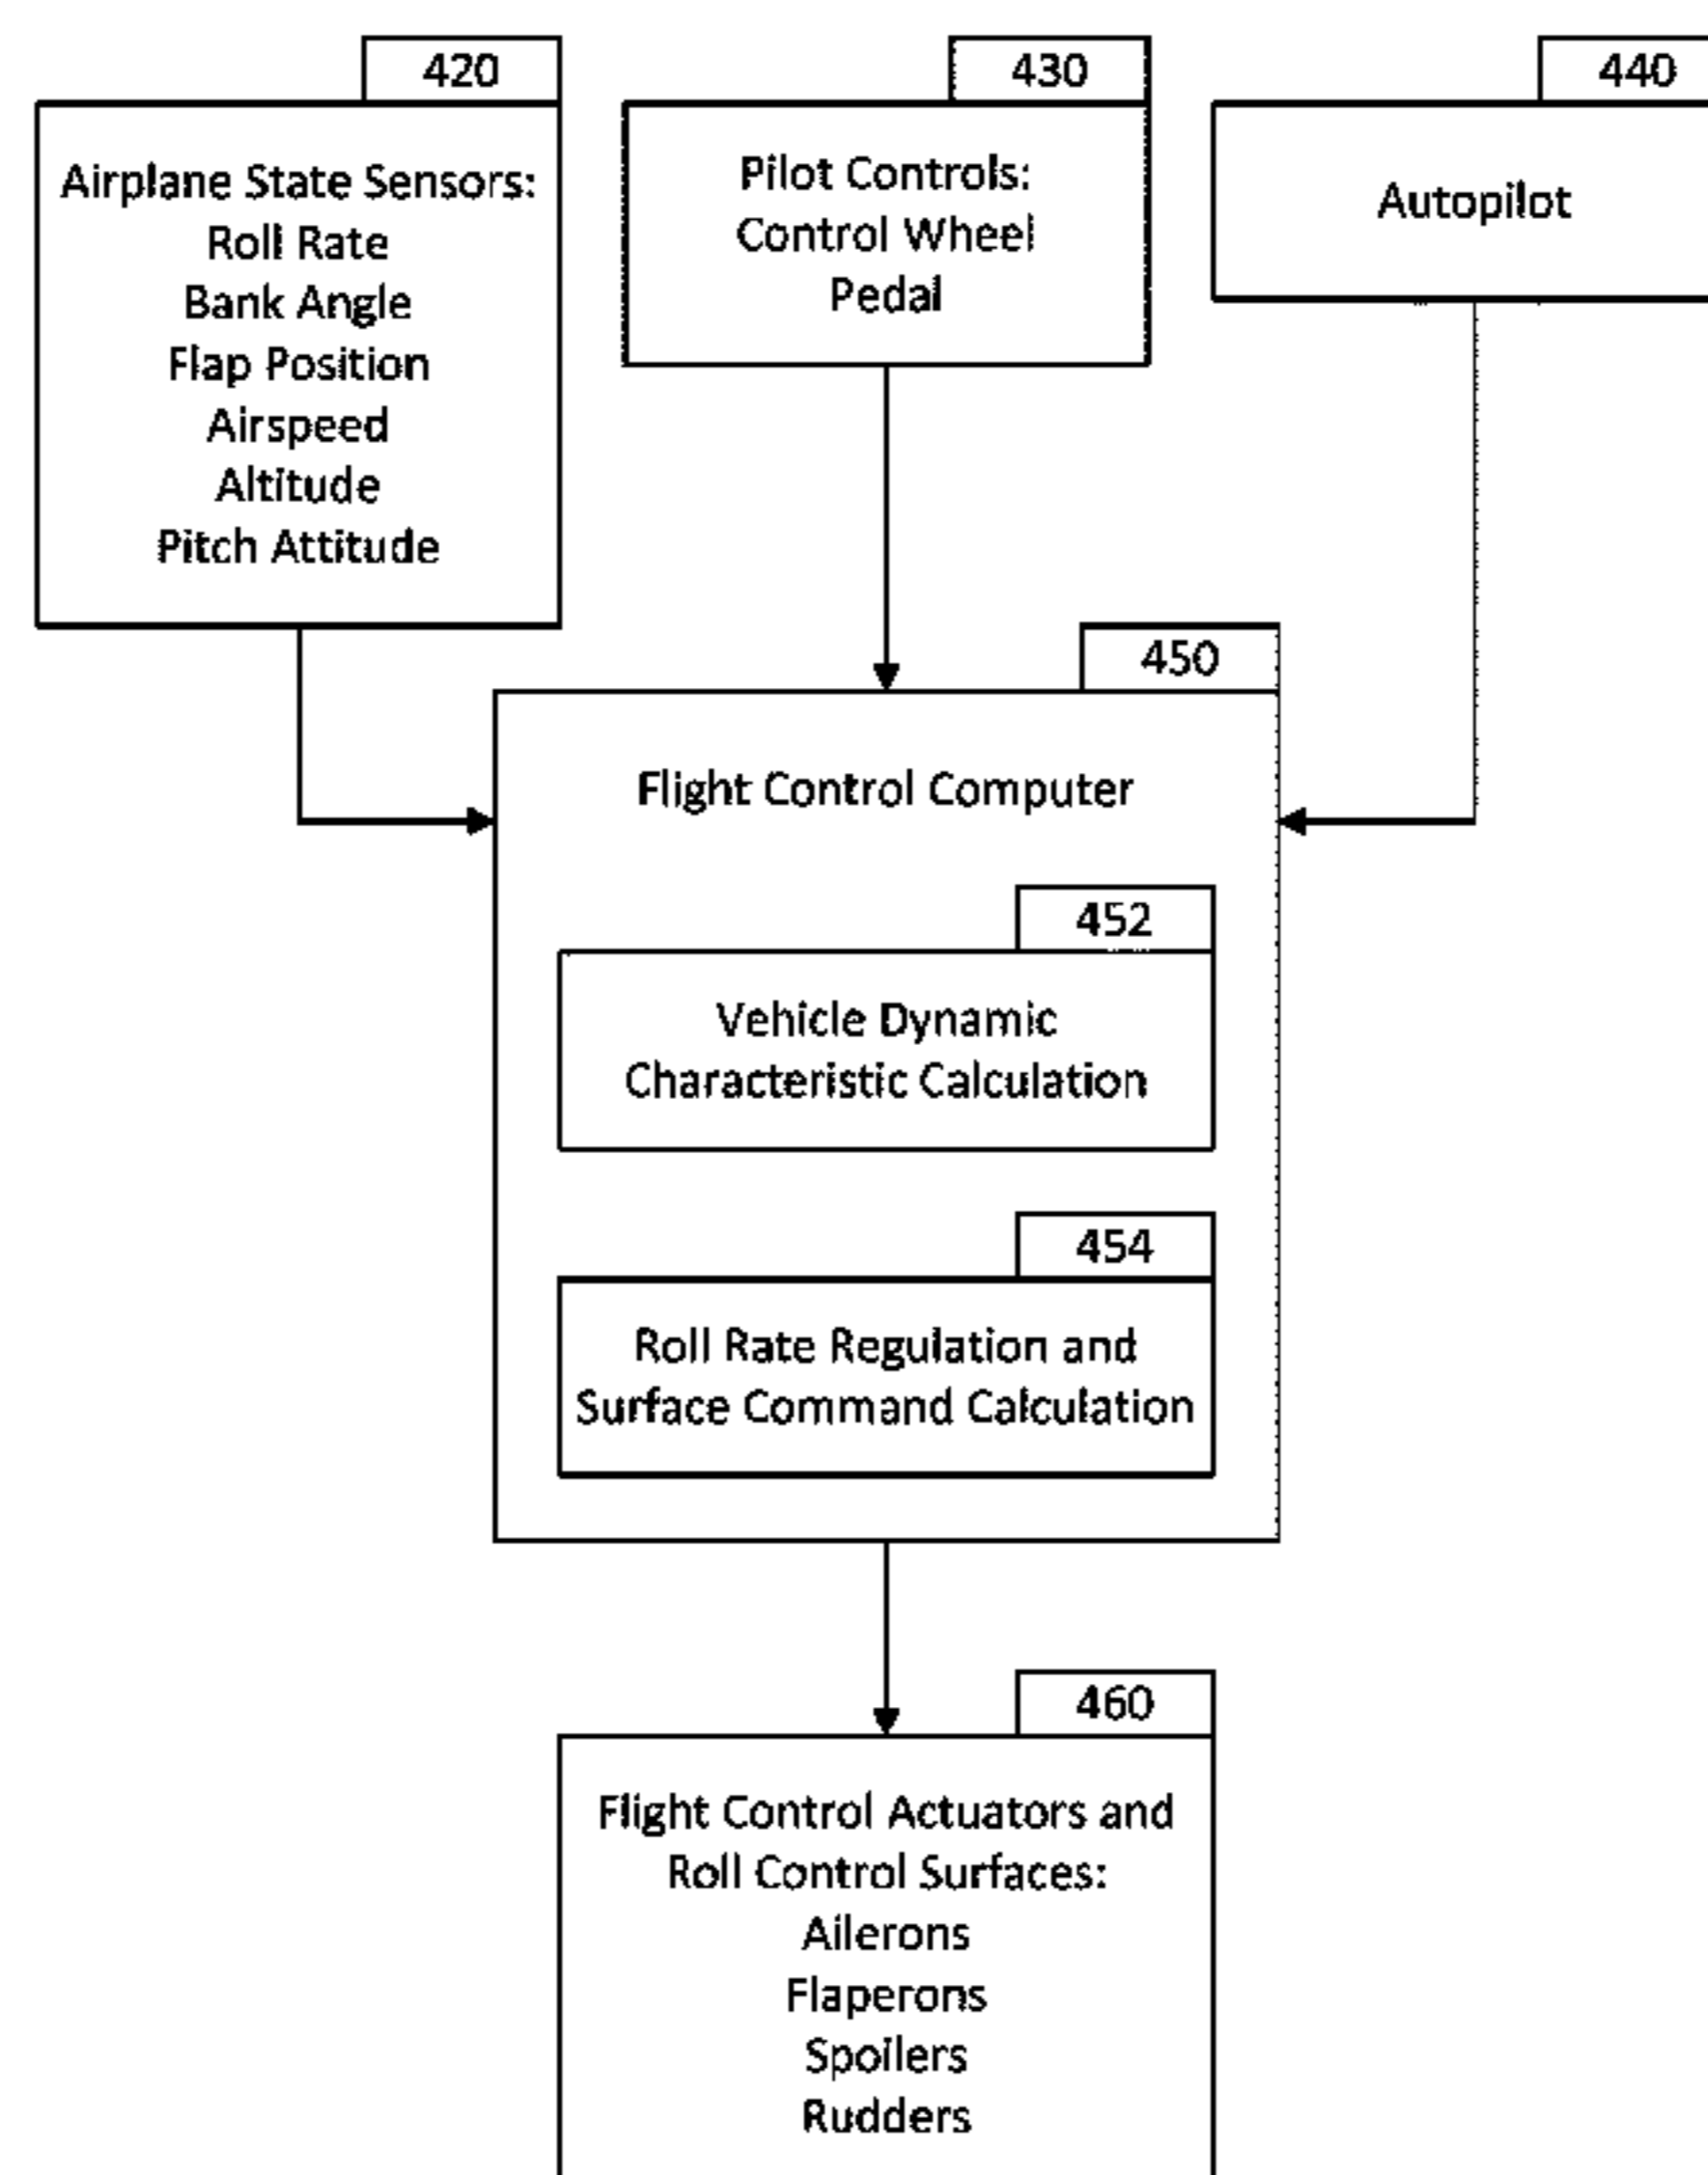 420
Airplane State Sensors:
Roll Rate
Bank Angle
Flap Position
Airspeed
Altitude
Pitch Attitude
430
Pilot Controls:
Control Wheel
Pedal
440
Autopilot
450
Flight Control Computer
452
Vehicle Dynamic
Characteristic Calculation
454
Roll Rate Regulation and
Surface Command Calculation
460
Flight Control Actuators and
Roll Control Surfaces:
Ailerons
Flaperons
Spoilers
Rudders